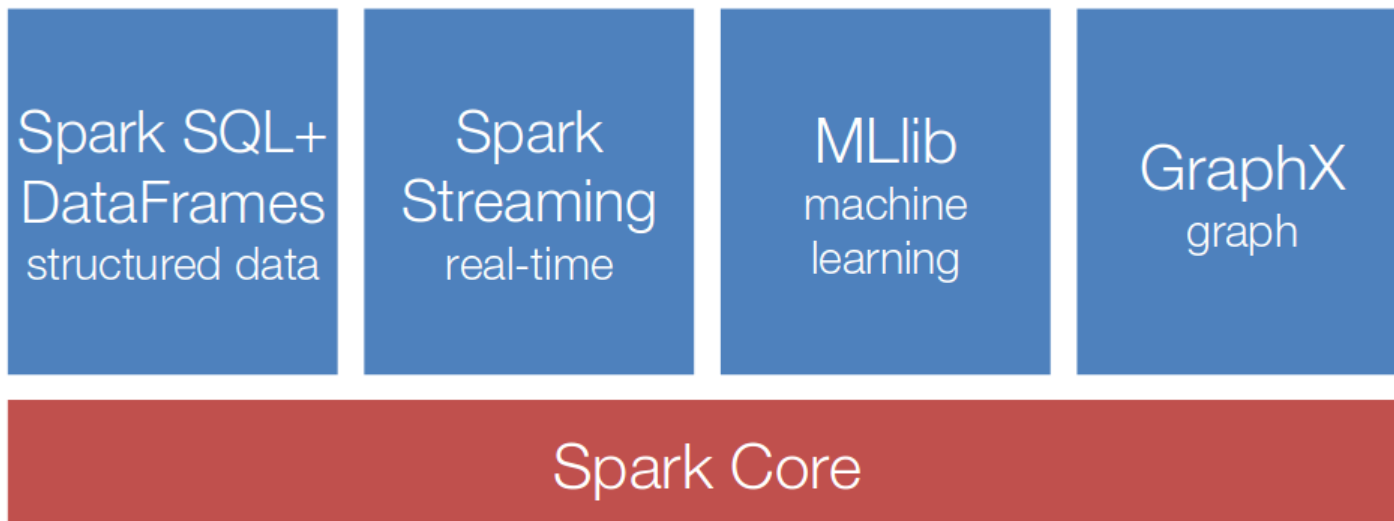 Spark SQL+
DataFrames
structured data
Spark
Streaming
real-time
MLlib
machine
learning
GraphX
graph
Spark Core